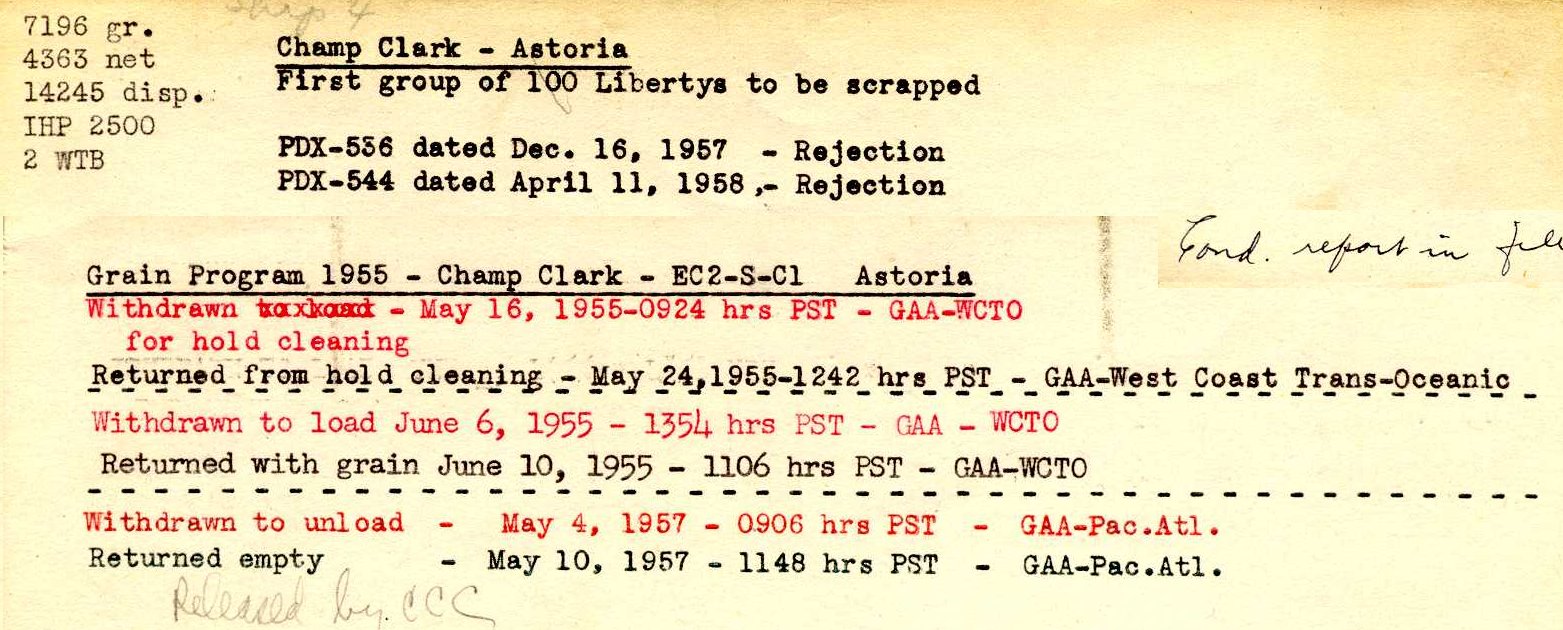 Ship 4
7196 gr.
4363 net
14245 disp.
IHP 2500
2 WTB
Champ Clark - Astoria
First group of 100 Libertys to be scrapped
PDX-536 dated Dec. 16, 1957 - Rejection
PDX-544 dated April 11, 1958,- Rejection
Cond. report in file
Grain Program 1955 - Champ Clark - EC2-S-C1 Astoria
Withdrawn - May 16, 1955-0924 hrs PST - GAA-WCTO
for hold cleaning
Returned from hold cleaning - May 24,1955-1242 hrs PST - GAA-West Coast Trans-Oceanic
Withdrawn to load June 6, 1955 - 1354 hrs PST - GAA - WCTO
Returned with grain June 10, 1955 - 1106 hrs PST - GAA-WCTO
Withdrawn to unload - May 4, 1957 - 0906 hrs PST - GAA-Pac.Atl.
Returned empty - May 10, 1957 - 1148 hrs PST - GAA-Pac.Atl.
Released by. CCC